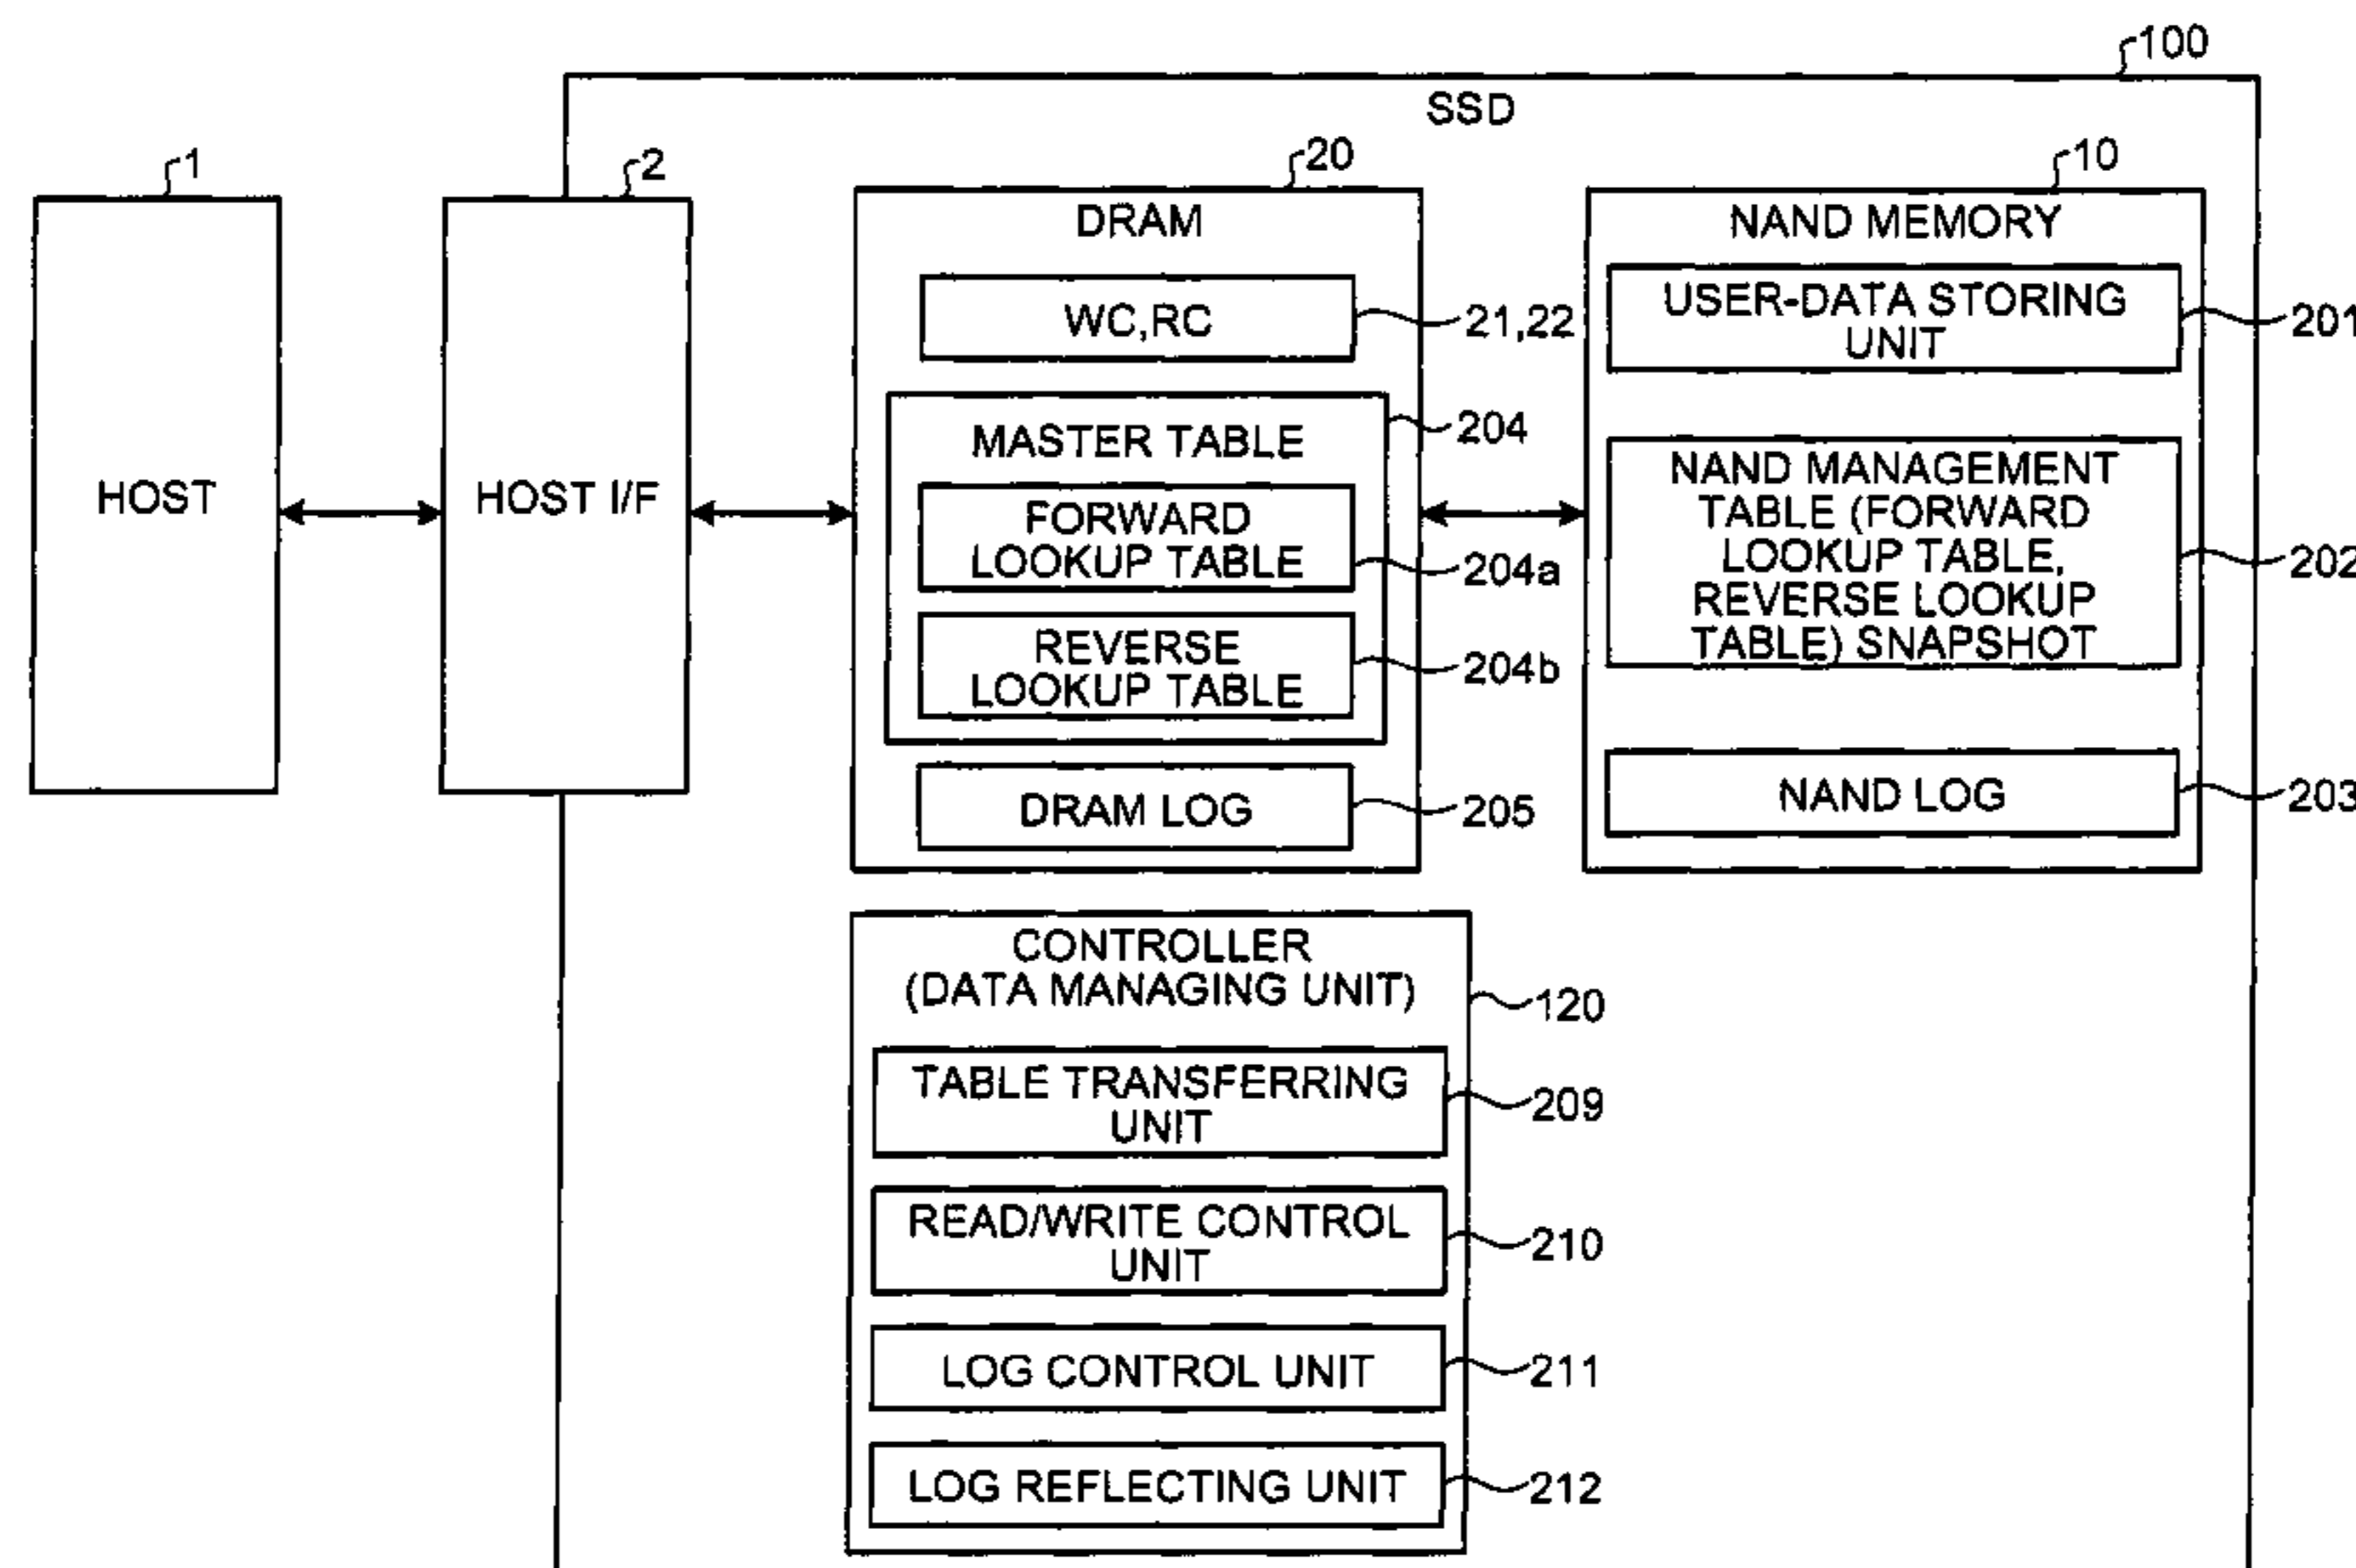 100
SSD
1
HOST
2
HOST I/F
20
DRAM
WC,RC
21,22
MASTER TABLE
204
FORWARD
LOOKUP TABLE
204a
REVERSE
LOOKUP TABLE
204b
DRAM LOG
205
10
NAND MEMORY
USER-DATA STORING
UNIT
201
NAND MANAGEMENT
TABLE (FORWARD
LOOKUP TABLE,
REVERSE LOOKUP
TABLE) SNAPSHOT
202
NAND LOG
203
CONTROLLER
(DATA MANAGING UNIT)
120
TABLE TRANSFERRING
UNIT
209
READ/WRITE CONTROL
UNIT
210
LOG CONTROL UNIT
211
LOG REFLECTING UNIT
212